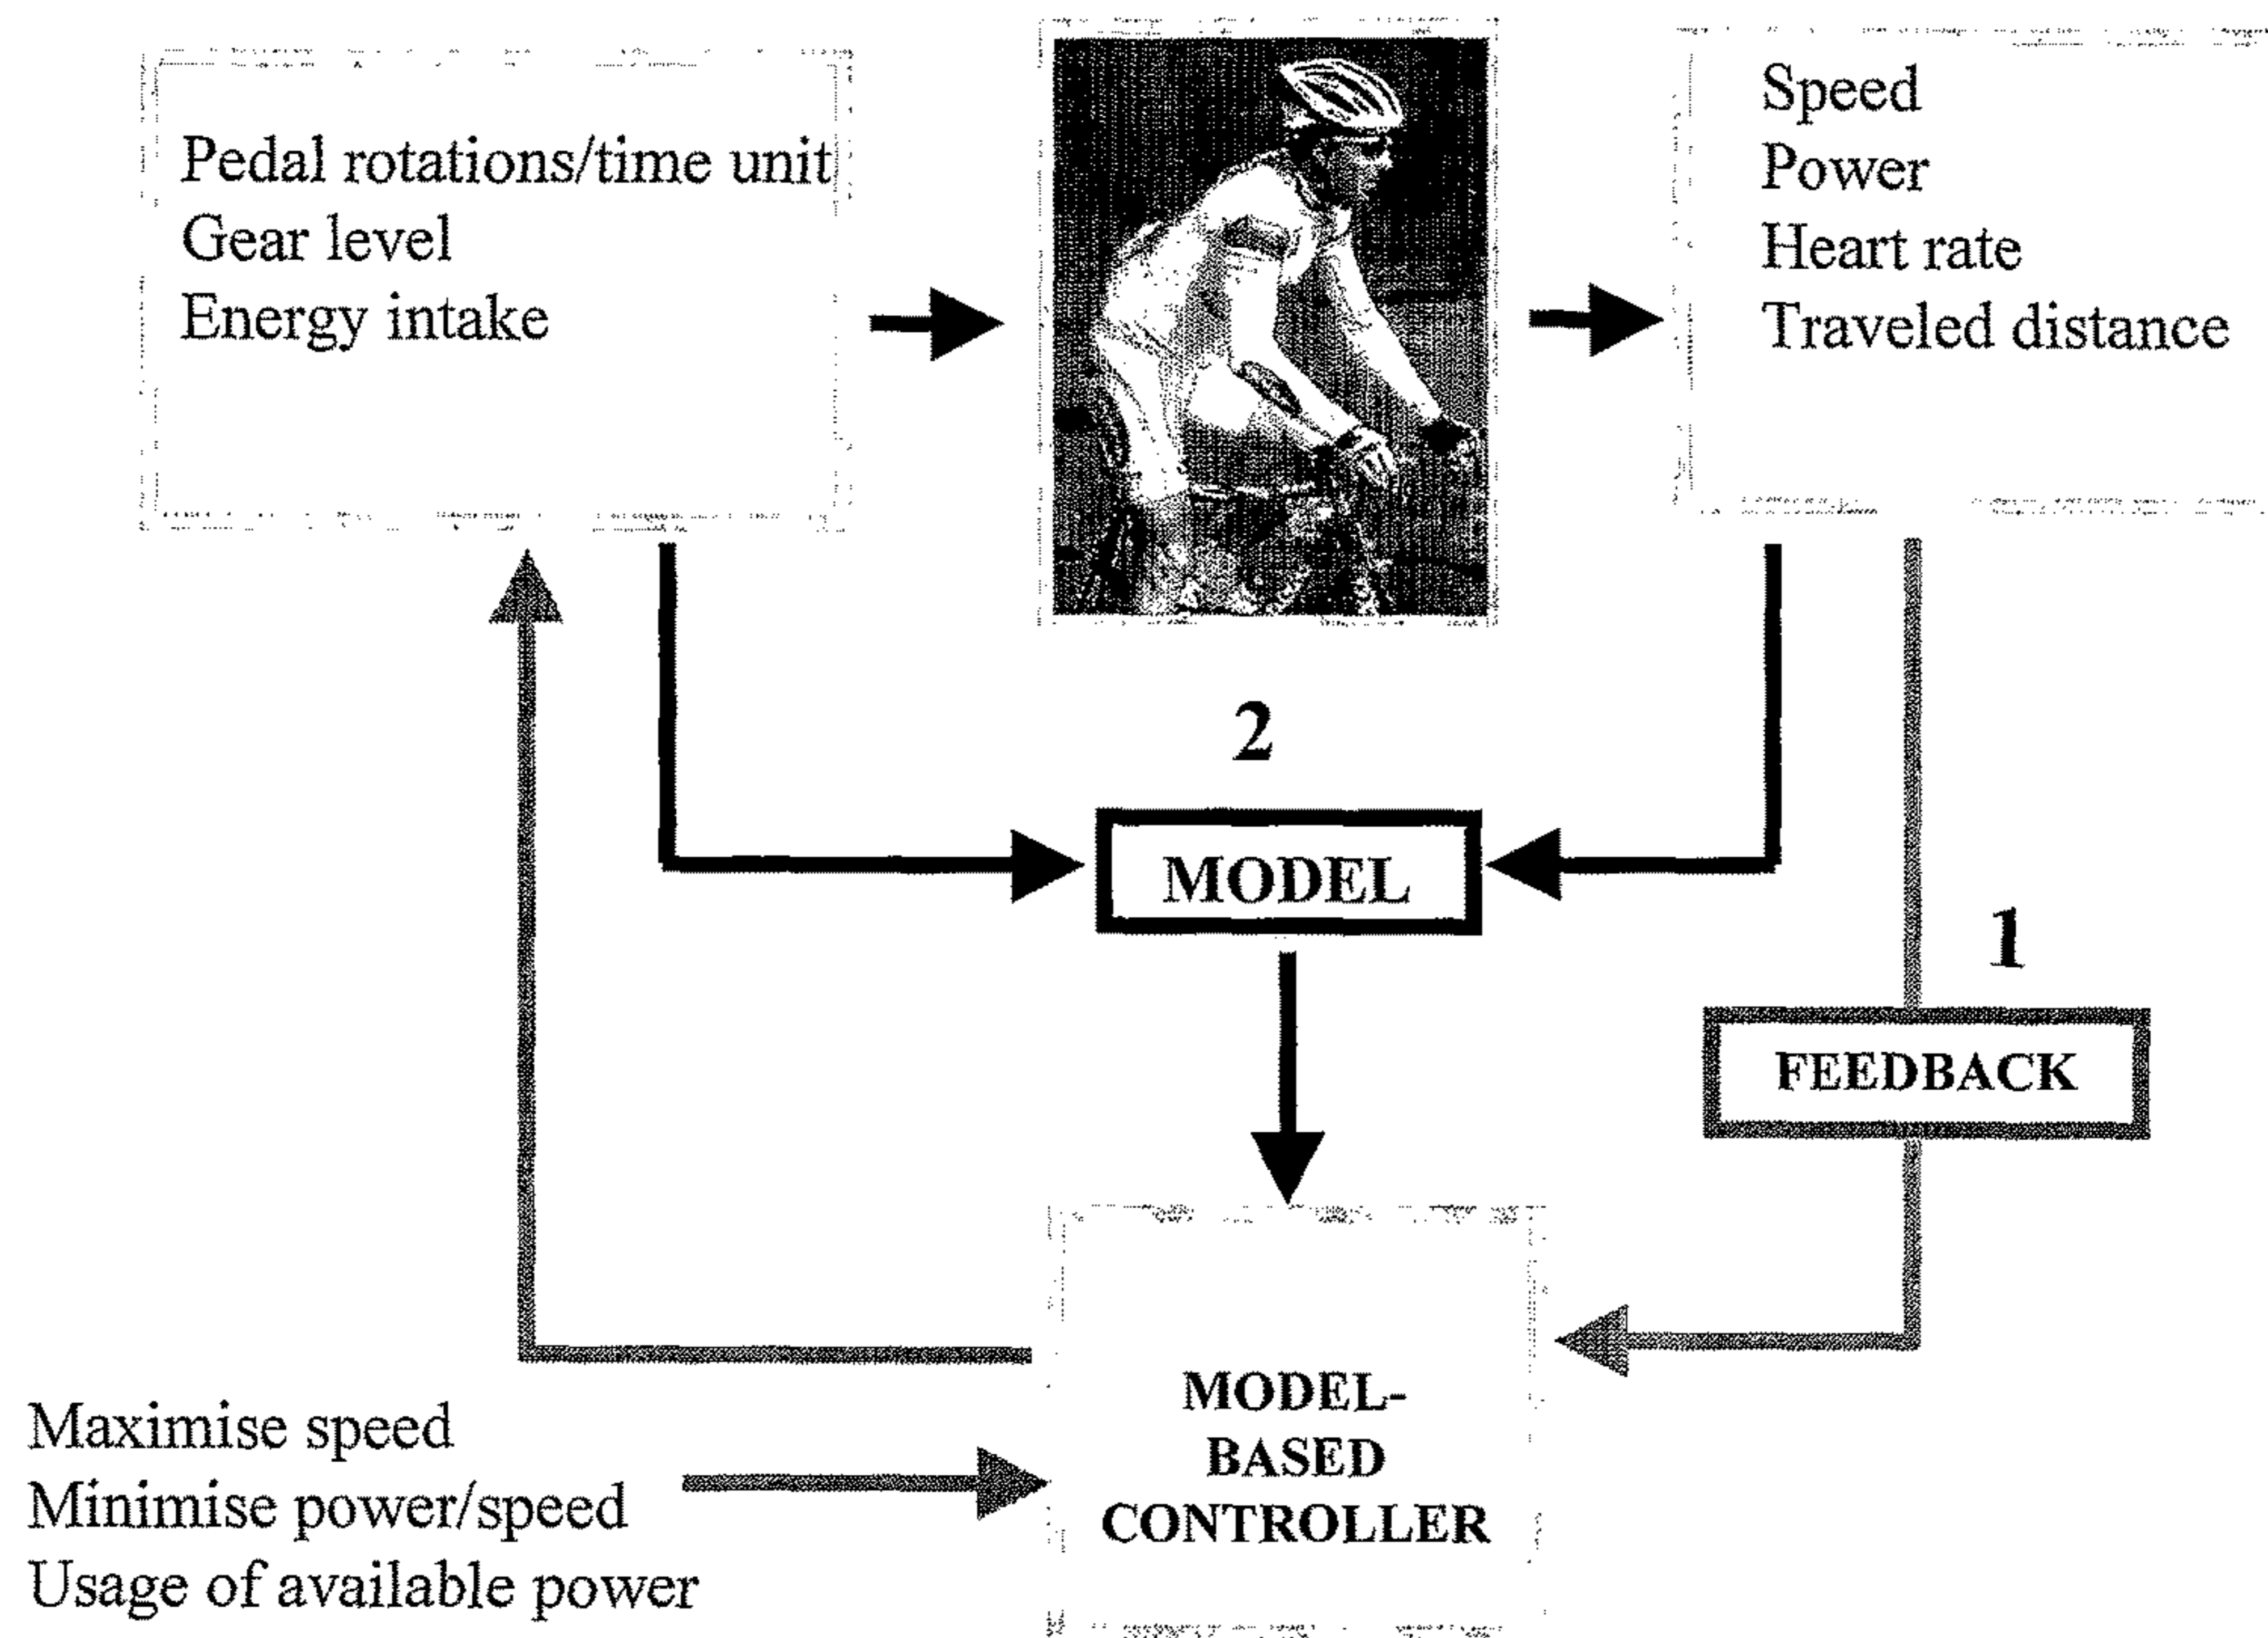 Pedal rotations/time unit
Gear level
Energy intake
Speed
Power
Heart rate
Traveled distance
2
MODEL
1
FEEDBACK
MODEL-
BASED
CONTROLLER
Maximise speed
Minimise power/speed
Usage of available power